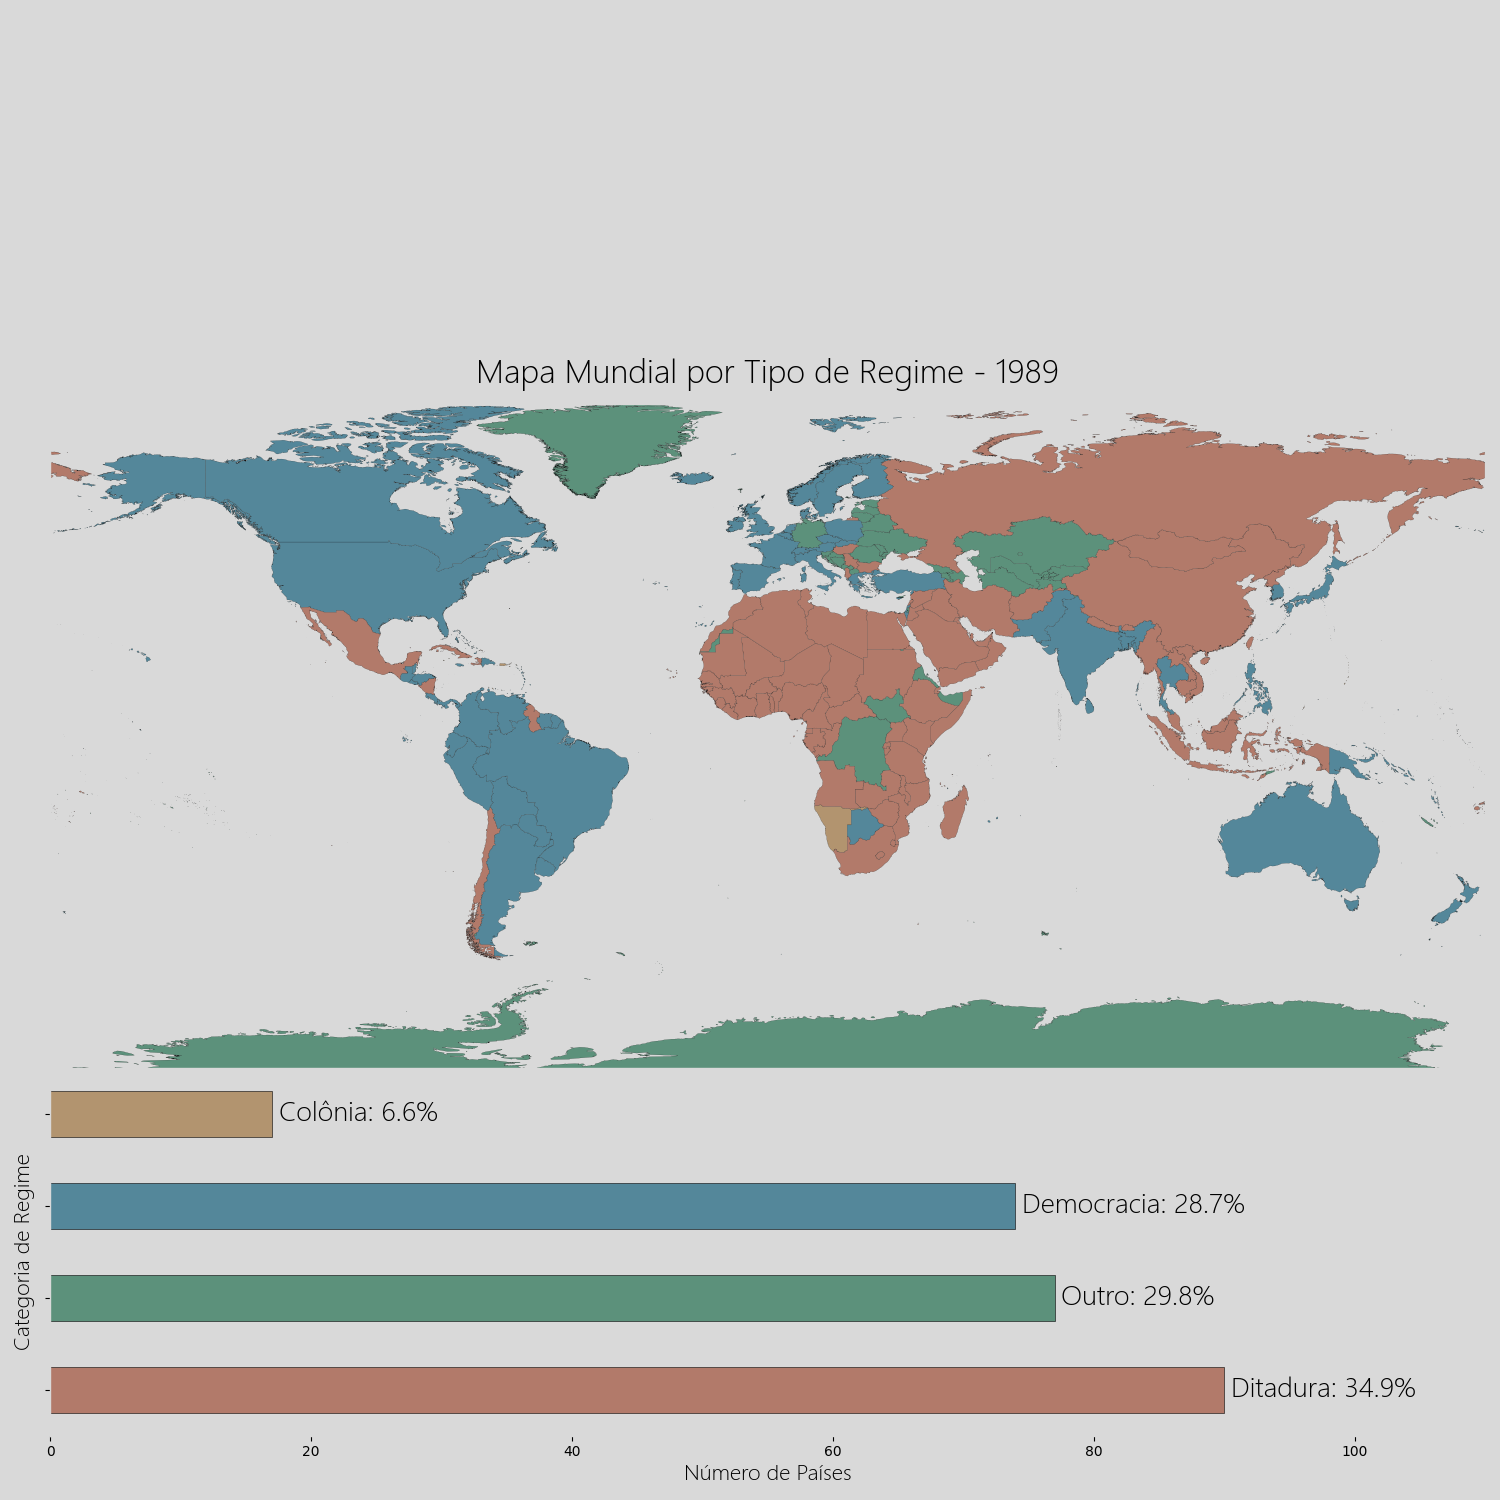 Mapa Mundial por Tipo de Regime - 1989
Colônia: 6.6%
Democracia: 28.7%
Outro: 29.8%
Ditadura: 34.9%
Categoria de Regime
0 20 40 60 80 100
Número de Países